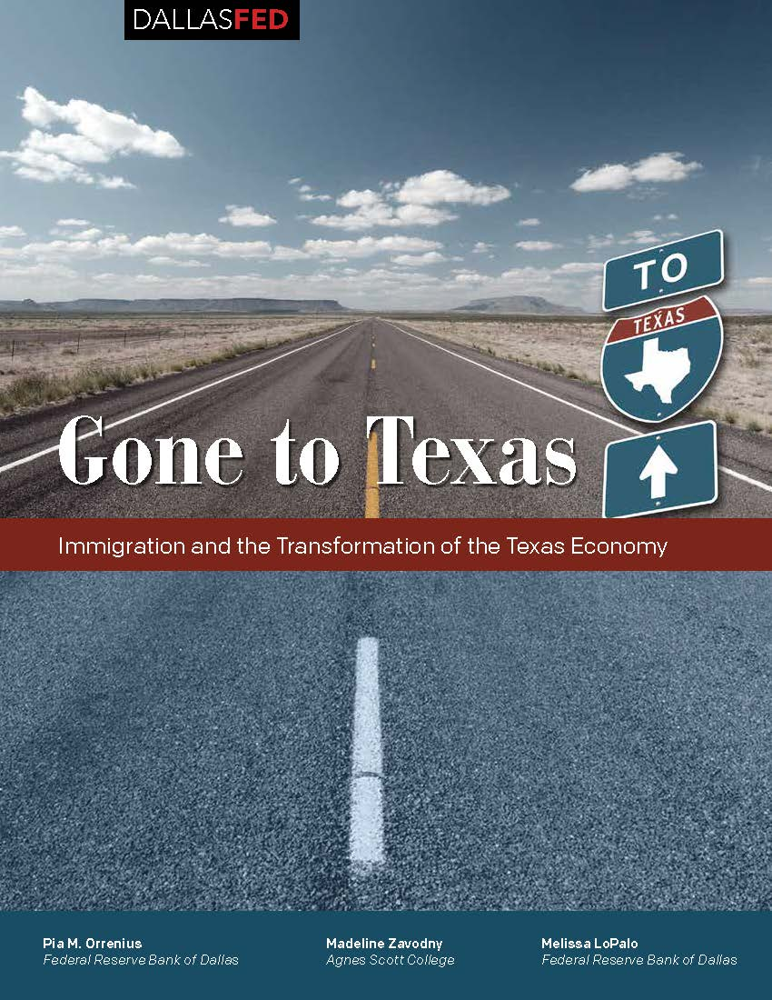 DALLASFED
TO
TEXAS
Gone to Texas
Immigration and the Transformation of the Texas Economy
Pia M. Orrenius
Federal Reserve Bank of Dallas
Madeline Zavodny
Agnes Scott College
Melissa LoPalo
Federal Reserve Bank of Dallas